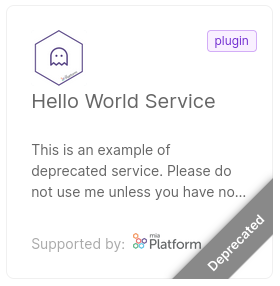 plugin
Hello World Service
This is an example of
deprecated service. Please do
not use me unless you have no...
Supported by: mia Platform
Deprecated